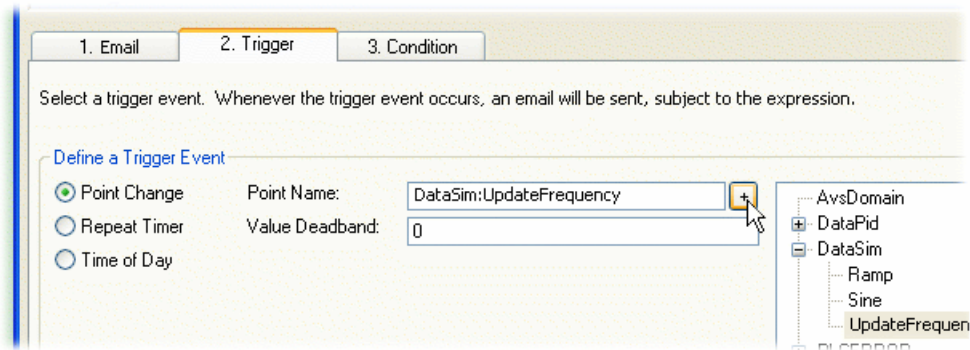 1. Email
2. Trigger
3. Condition
Select a trigger event. Whenever the trigger event occurs, an email will be sent, subject to the expression.
Define a Trigger Event
Point Change
Point Name:
DataSim:UpdateFrequency
+
AvsDomain
Repeat Timer
Value Deadband:
0
DataPid
Time of Day
DataSim
Ramp
Sine
UpdateFrequen